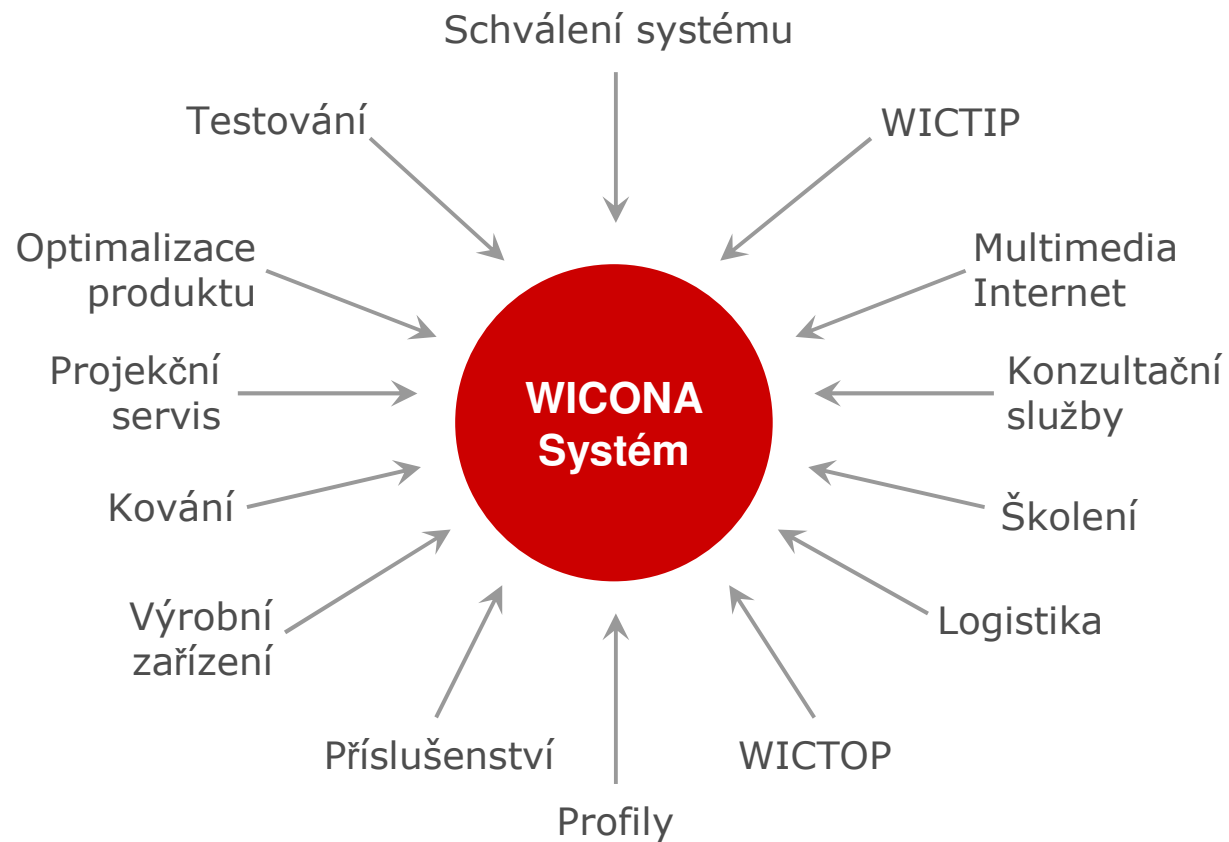 Schválení systému
Testování
WICTIP
Optimalizace
produktu
Multimedia
Internet
Projekční
servis
WICONA
Systém
Konzultační
služby
Kování
Školení
Výrobní
zařízení
Logistika
Příslušenství
WICTOP
Profily